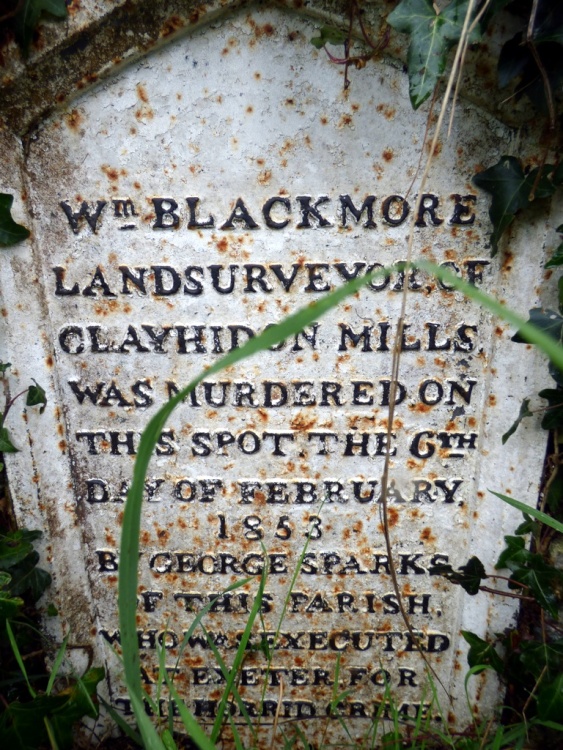 Wm BLACKMORE
LANDSURVEYOR, OF
CLAYHIDON MILLS,
WAS MURDERED ON
THIS SPOT, THE 6TH
DAY OF FEBRUARY,
1853
BY GEORGE SPARKS
OF THIS PARISH,
WHO WAS EXECUTED
AT EXETER FOR
THE HORRID CRIME.